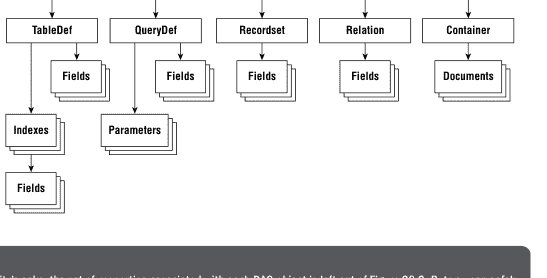 TableDef QueryDef Recordset Relation Container
Fields Fields Fields Fields Documents
Indexes Parameters
Fields